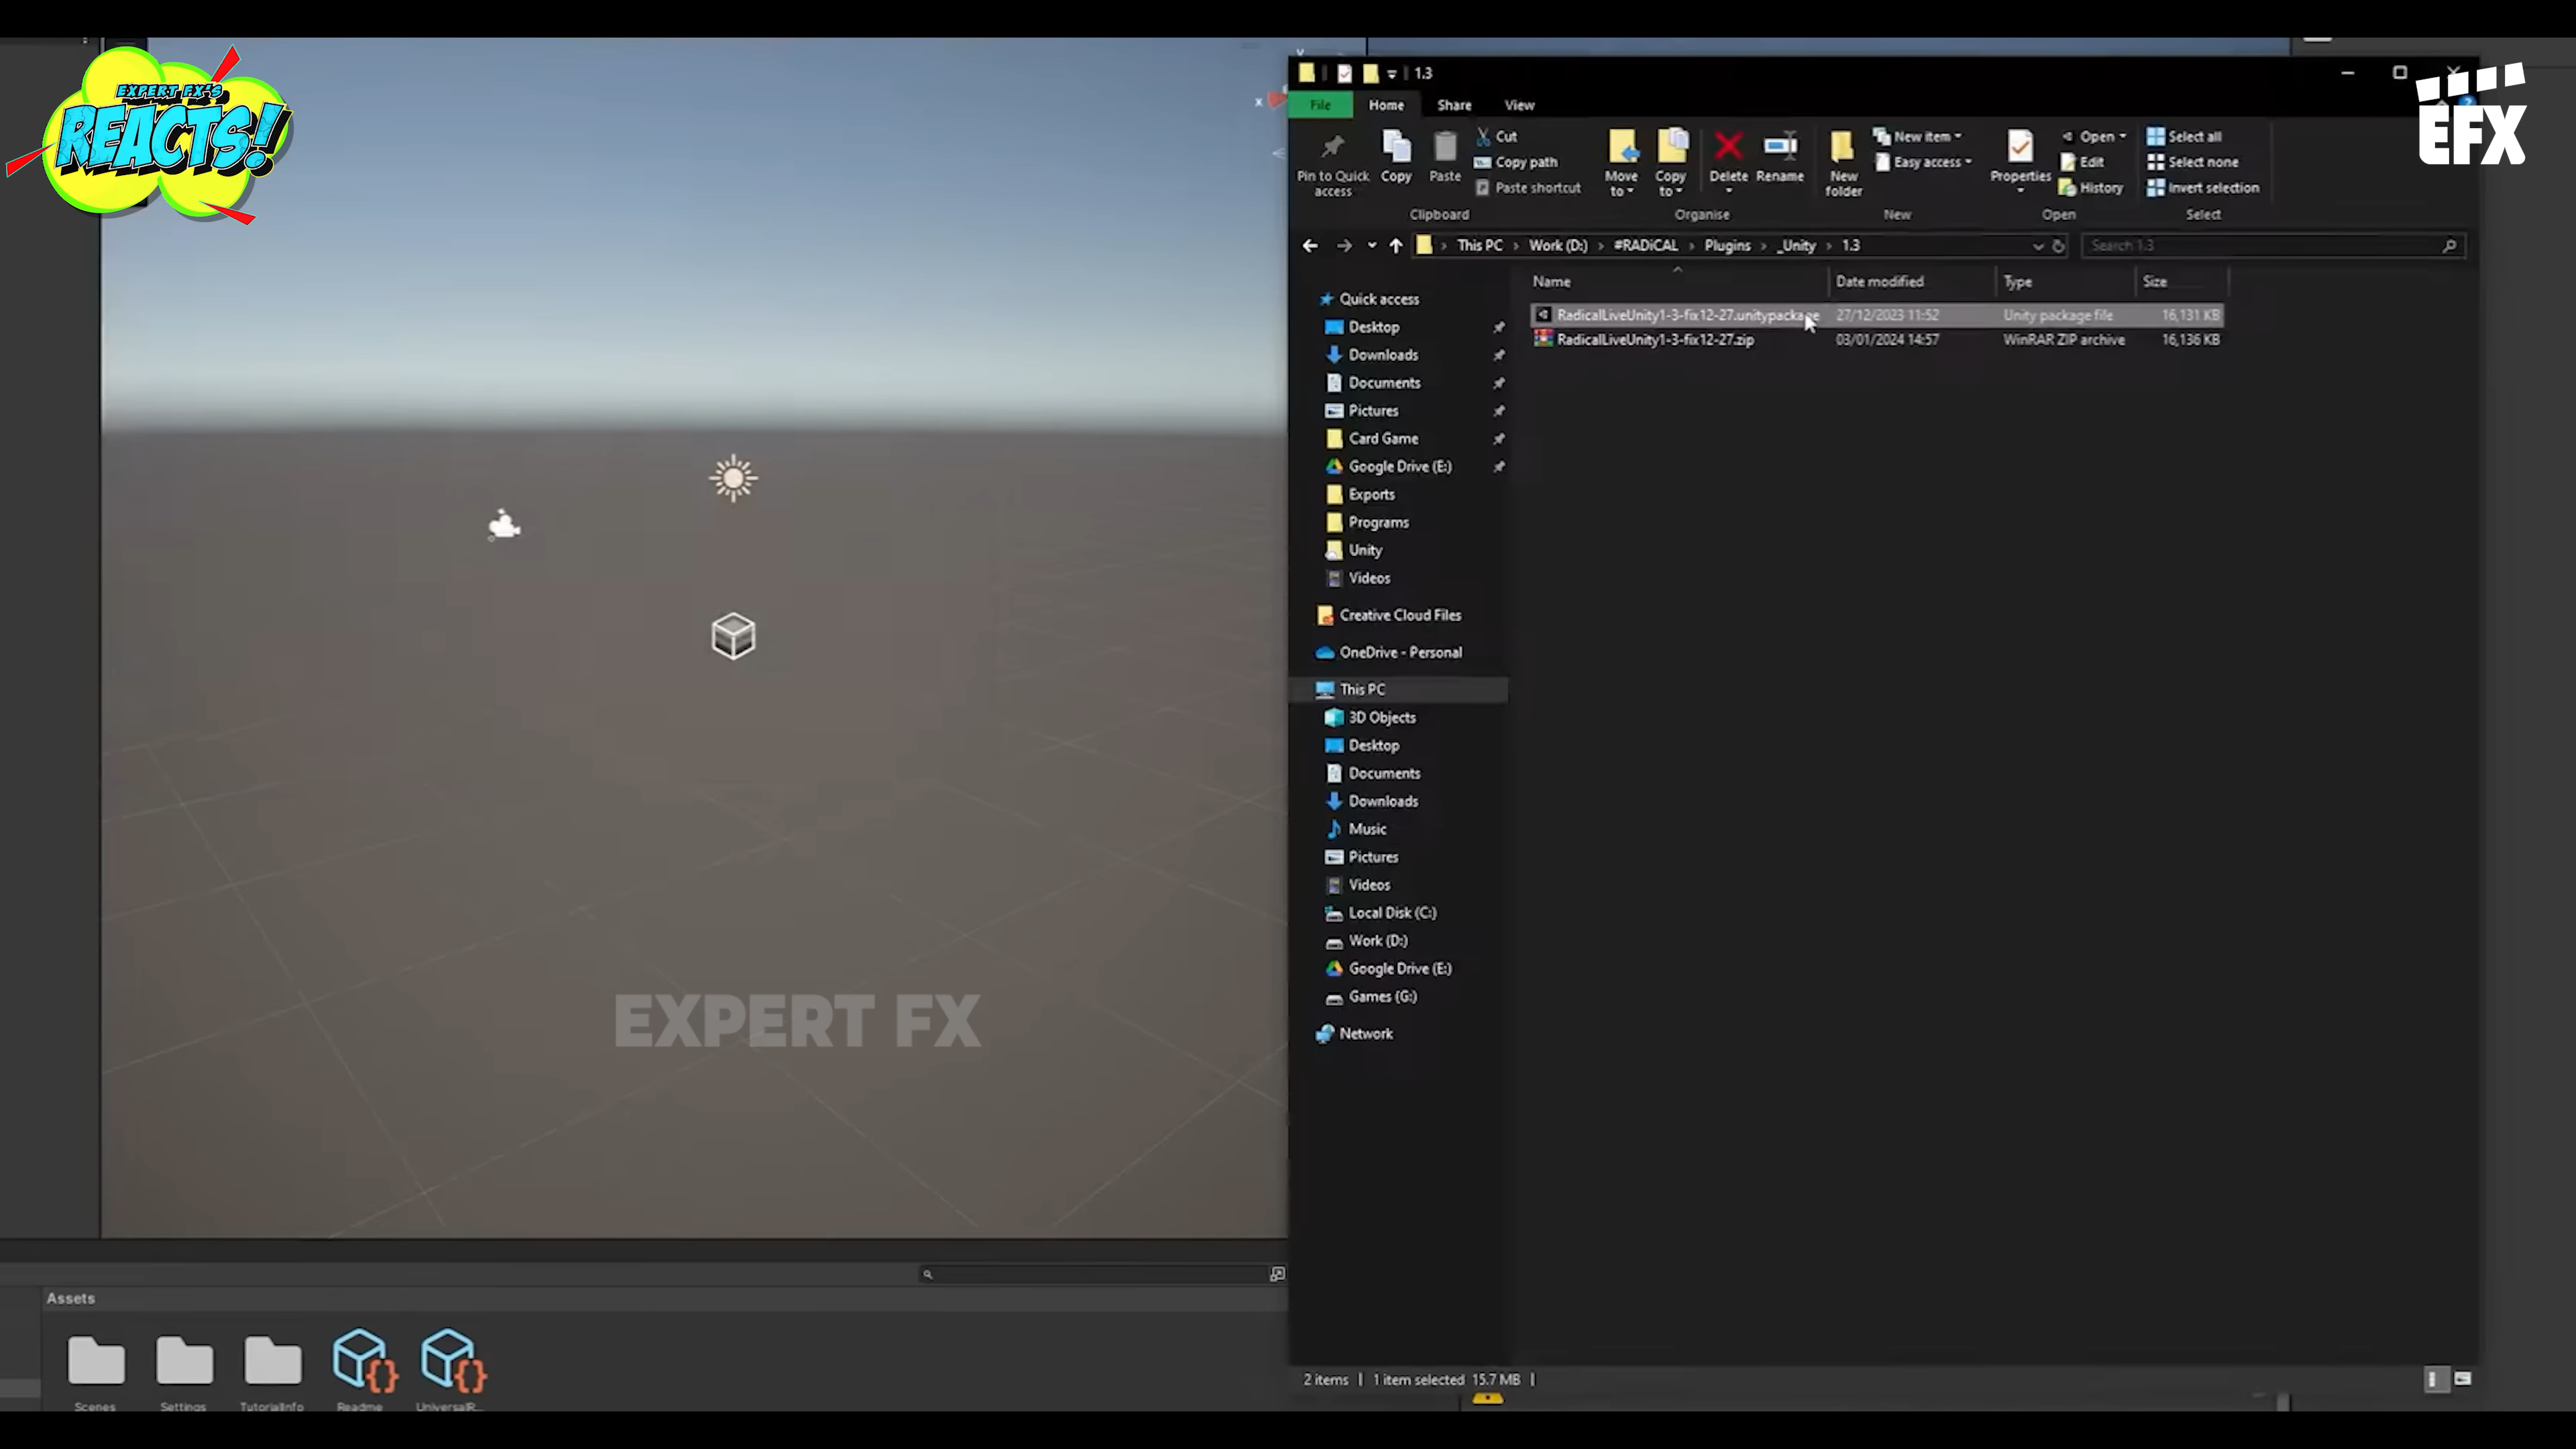 EXPERT FX'S
REACTS!
EFX
1.3
File
Home
Share
View
Pin to Quick access
Copy
Paste
Cut
Copy path
Paste shortcut
Move to
Copy to
Delete
Rename
New folder
New item
Easy access
Properties
Open
Edit
History
Select all
Select none
Invert selection
Clipboard
Organise
New
Open
Select
This PC > Work (D:) > #RADiCAL > Plugins > _Unity > 1.3
Search 1.3
Name
Date modified
Type
Size
RadicalLiveUnity1-3-fix12-27.unitypackage 27/12/2023 11:52 Unity package file 16,131 KB
RadicalLiveUnity1-3-fix12-27.zip 03/01/2024 14:57 WinRAR ZIP archive 16,136 KB
Quick access
Desktop
Downloads
Documents
Pictures
Card Game
Google Drive (E:)
Exports
Programs
Unity
Videos
Creative Cloud Files
OneDrive - Personal
This PC
3D Objects
Desktop
Documents
Downloads
Music
Pictures
Videos
Local Disk (C:)
Work (D:)
Google Drive (E:)
Games (G:)
Network
2 items | 1 item selected 15.7 MB |
x
EXPERT FX
Assets
Scenes
Settings
TutorialInfo
Readme
UniversalR...